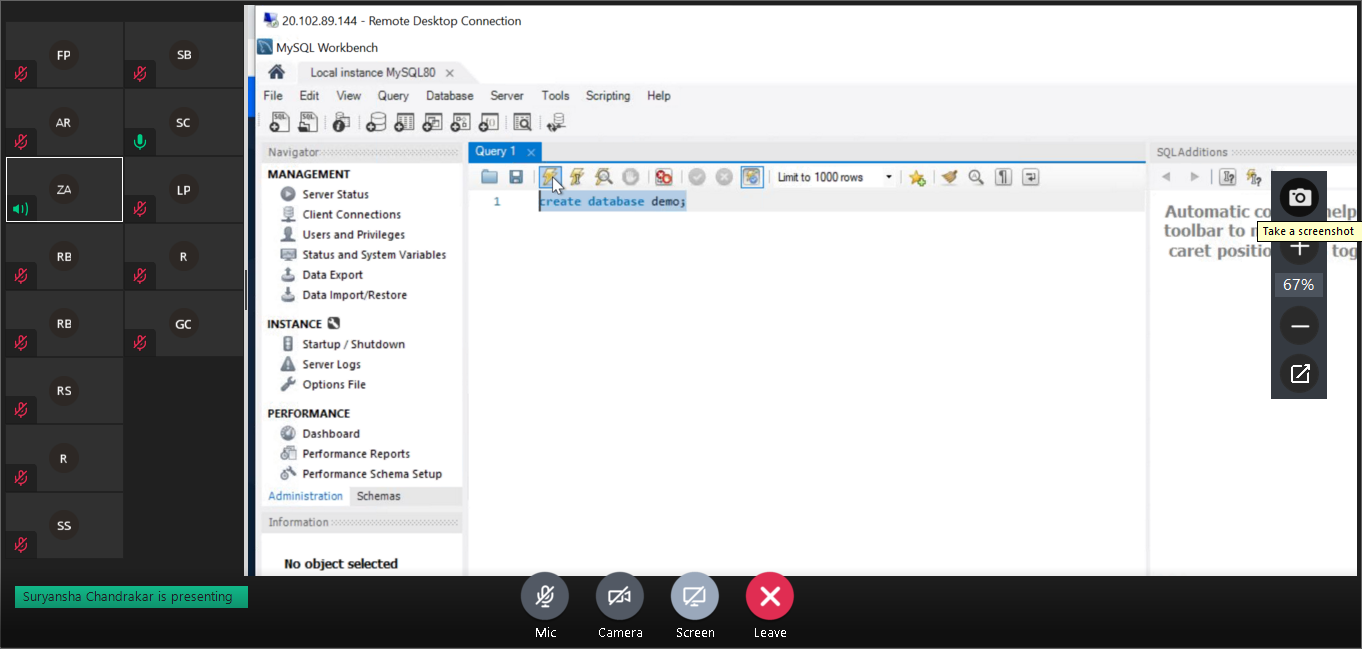 FP
SB
AR
SC
ZA
LP
RB
R
RB
GC
RS
R
SS
Suryansha Chandrakar is presenting
20.102.89.144 - Remote Desktop Connection
MySQL Workbench
Local instance MySQL80
File Edit View Query Database Server Tools Scripting Help
Navigator
MANAGEMENT
Server Status
Client Connections
Users and Privileges
Status and System Variables
Data Export
Data Import/Restore
INSTANCE
Startup / Shutdown
Server Logs
Options File
PERFORMANCE
Dashboard
Performance Reports
Performance Schema Setup
Administration Schemas
Information
No object selected
Query 1
Limit to 1000 rows
1 create database demo;
SQLAdditions
Automatic co help
toolbar to
caret positio tog
Take a screenshot
67%
Mic Camera Screen Leave